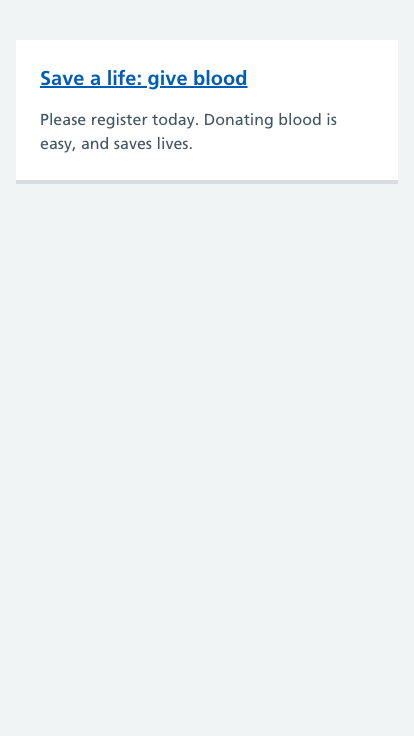 Save a life: give blood
Please register today. Donating blood is
easy, and saves lives.